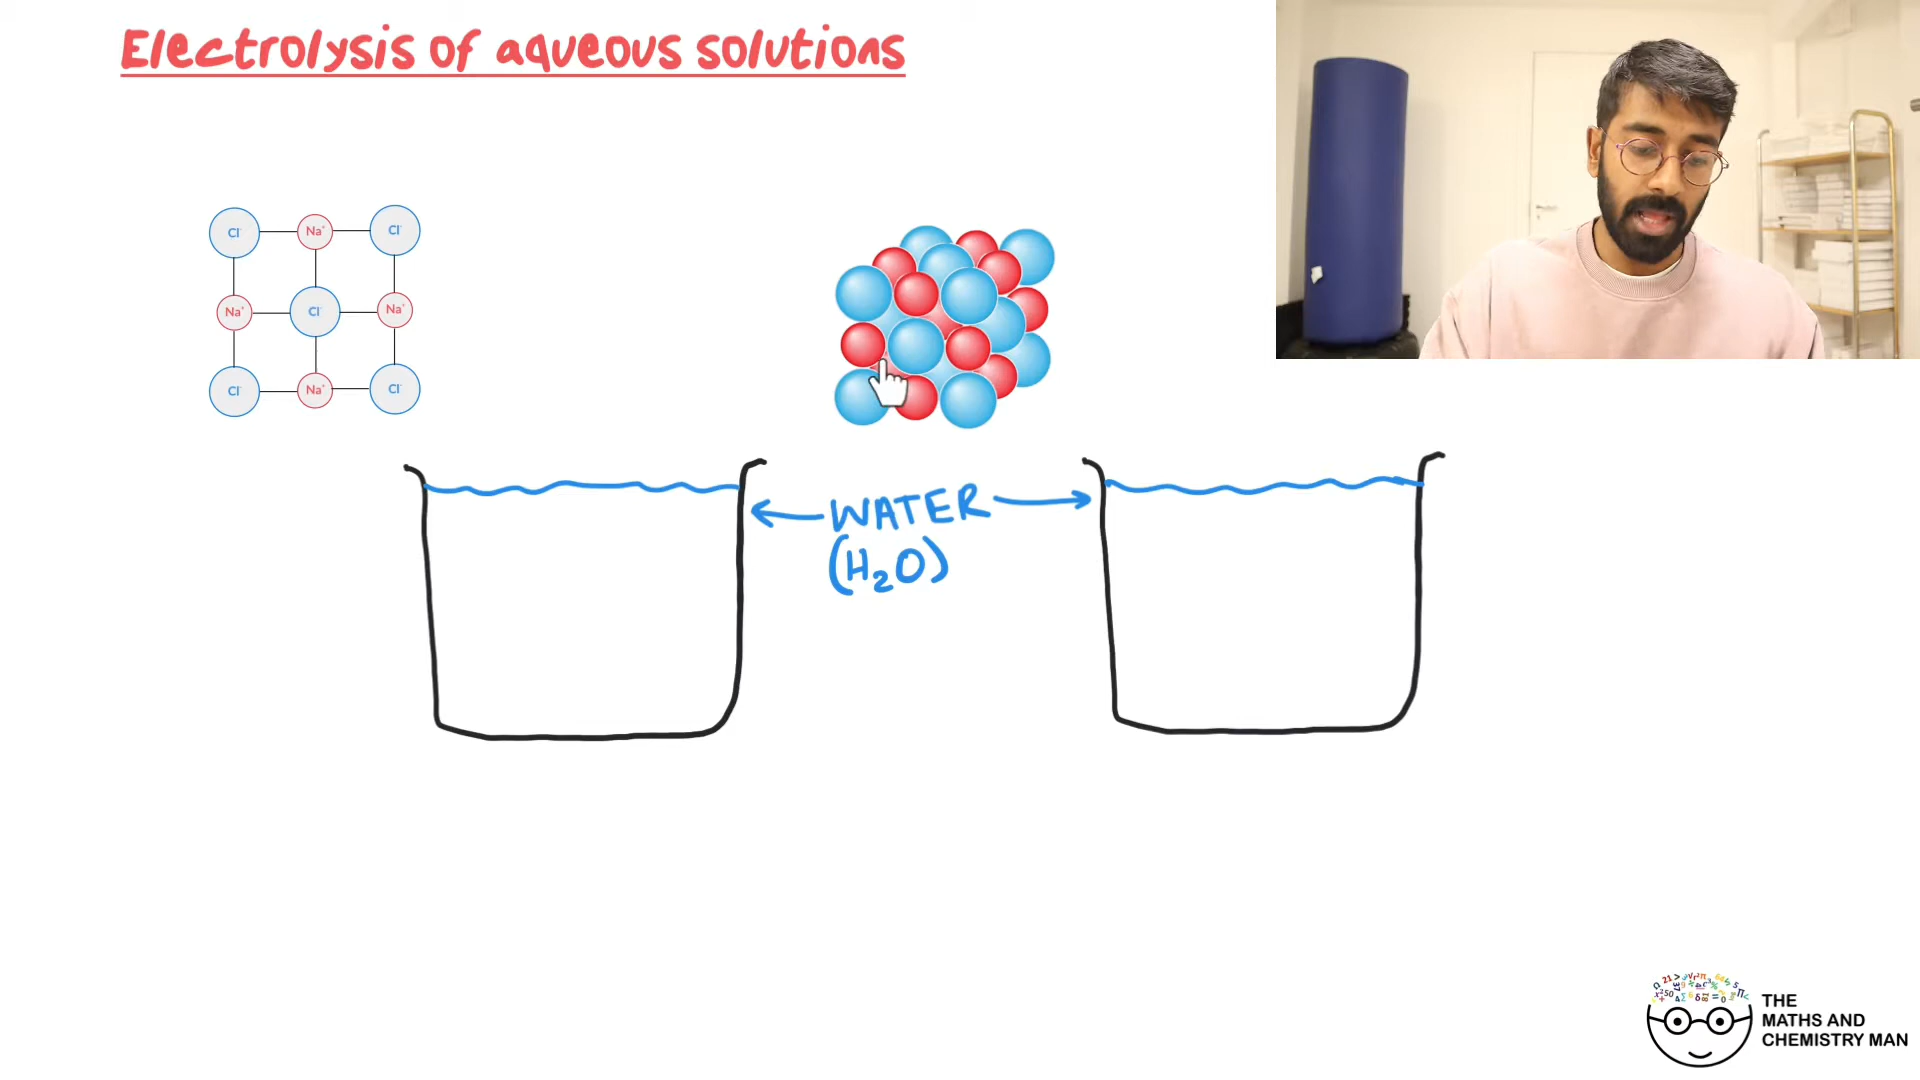 Electrolysis of aqueous solutions
Cl⁻ Na⁺ Cl⁻
Na⁺ Cl⁻ Na⁺
Cl⁻ Na⁺ Cl⁻
WATER
(H₂O)
THE
MATHS AND
CHEMISTRY MAN